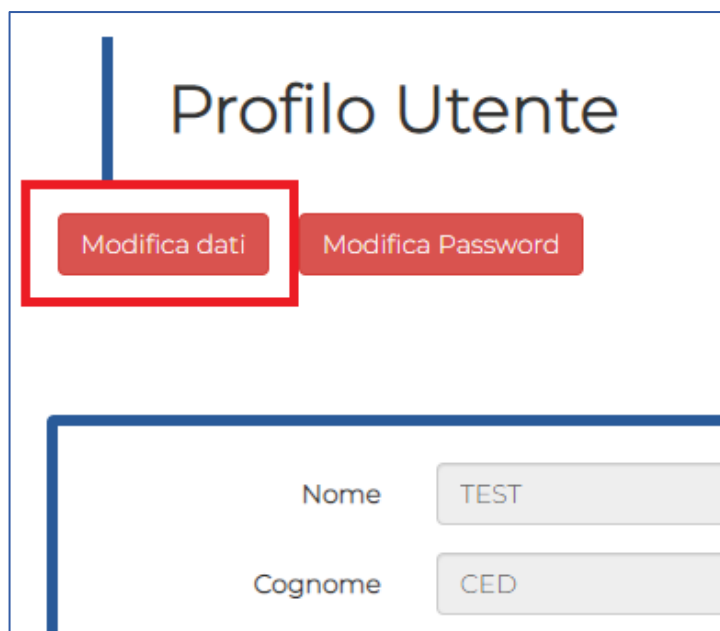 Profilo Utente
Modifica dati Modifica Password
Nome TEST
Cognome CED